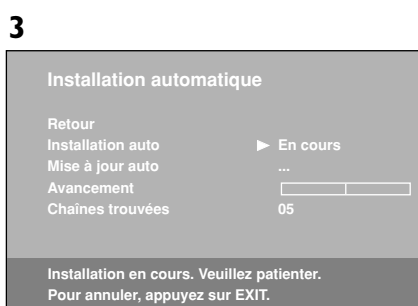 3
Installation automatique
Retour
Installation auto ▶ En cours
Mise à jour auto ...
Avancement
Chaînes trouvées 05
Installation en cours. Veuillez patienter.
Pour annuler, appuyez sur EXIT.